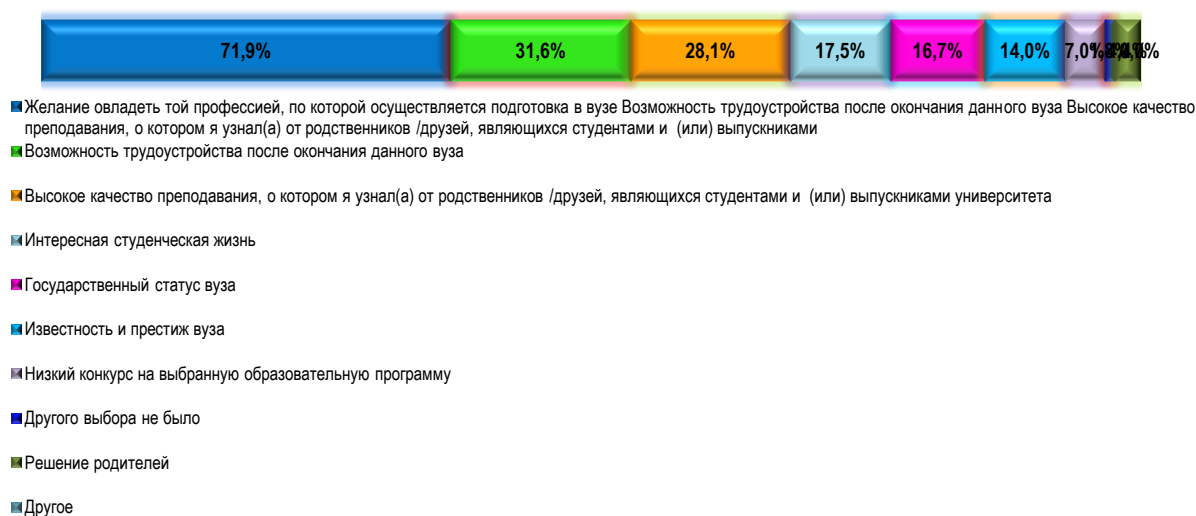 71,9% 31,6% 28,1% 17,5% 16,7% 14,0% 7,0%
Желание овладеть той профессией, по которой осуществляется подготовка в вузе Возможность трудоустройства после окончания данного вуза Высокое качество
преподавания, о котором я узнал(а) от родственников /друзей, являющихся студентами и (или) выпускниками
Возможность трудоустройства после окончания данного вуза
Высокое качество преподавания, о котором я узнал(а) от родственников /друзей, являющихся студентами и (или) выпускниками университета
Интересная студенческая жизнь
Государственный статус вуза
Известность и престиж вуза
Низкий конкурс на выбранную образовательную программу
Другого выбора не было
Решение родителей
Другое